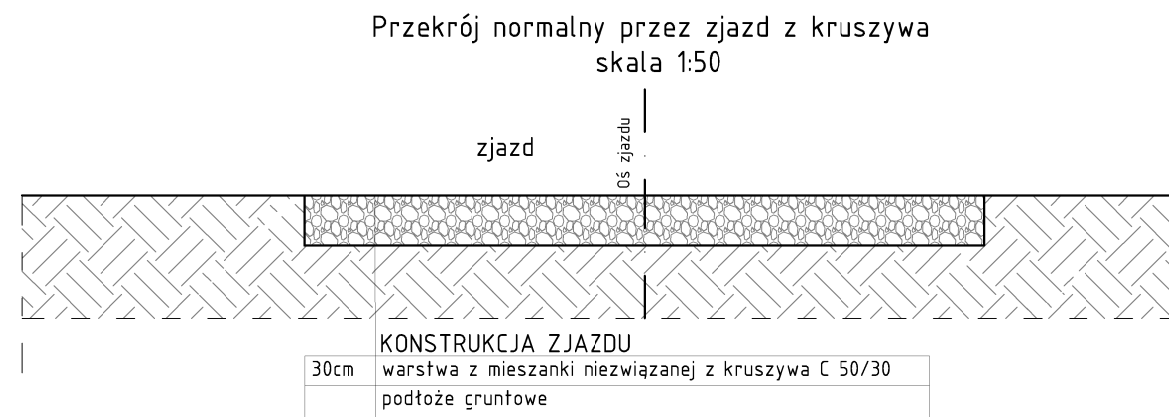 Przekrój normalny przez zjazd z kruszywa
skala 1:50
zjazd
Oś zjazdu
KONSTRUKCJA ZJAZDU
30cm warstwa z mieszanki niezwiązanej z kruszywa C 50/30
podłoże gruntowe